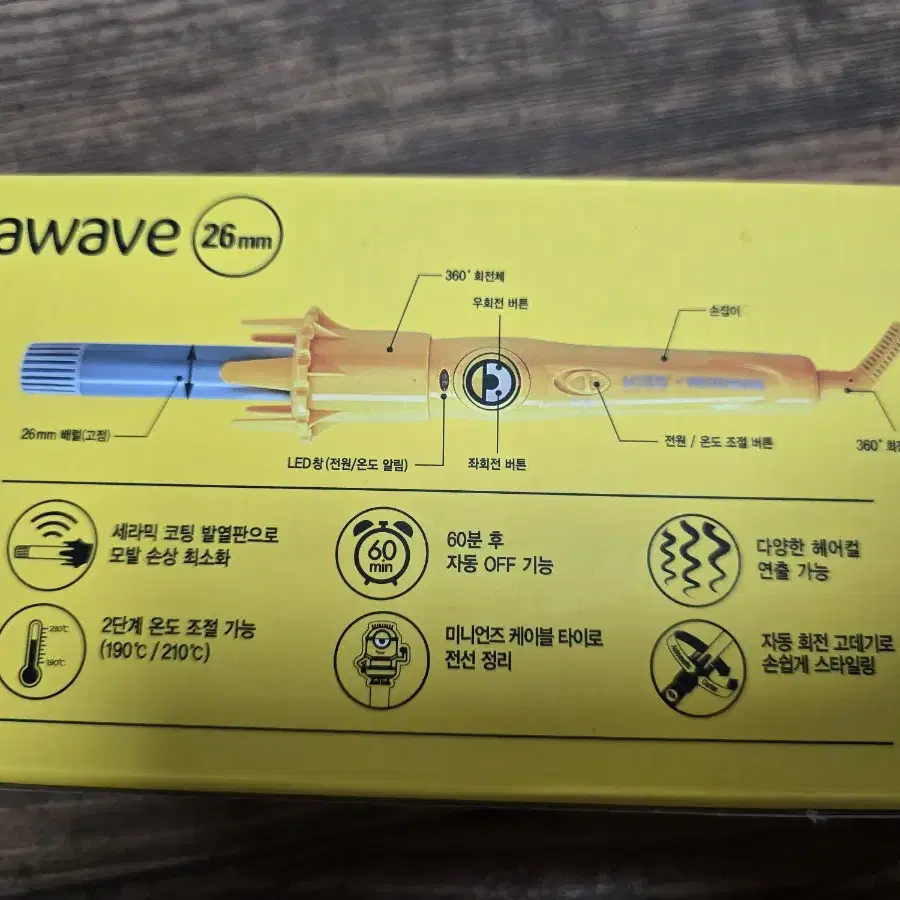 awave 26mm
360° 회전체
우회전 버튼
손잡이
26mm 배럴(고정)
LED창 (전원/온도 알림)
좌회전 버튼
전원 / 온도 조절 버튼
360°
세라믹 코팅 발열판으로
모발 손상 최소화
60
min
60분 후
자동 OFF 기능
다양한 헤어컬
연출 가능
190℃
2단계 온도 조절 가능
(190℃/210℃)
미니언즈 케이블 타이로
전선 정리
자동 회전 고데기로
손쉽게 스타일링